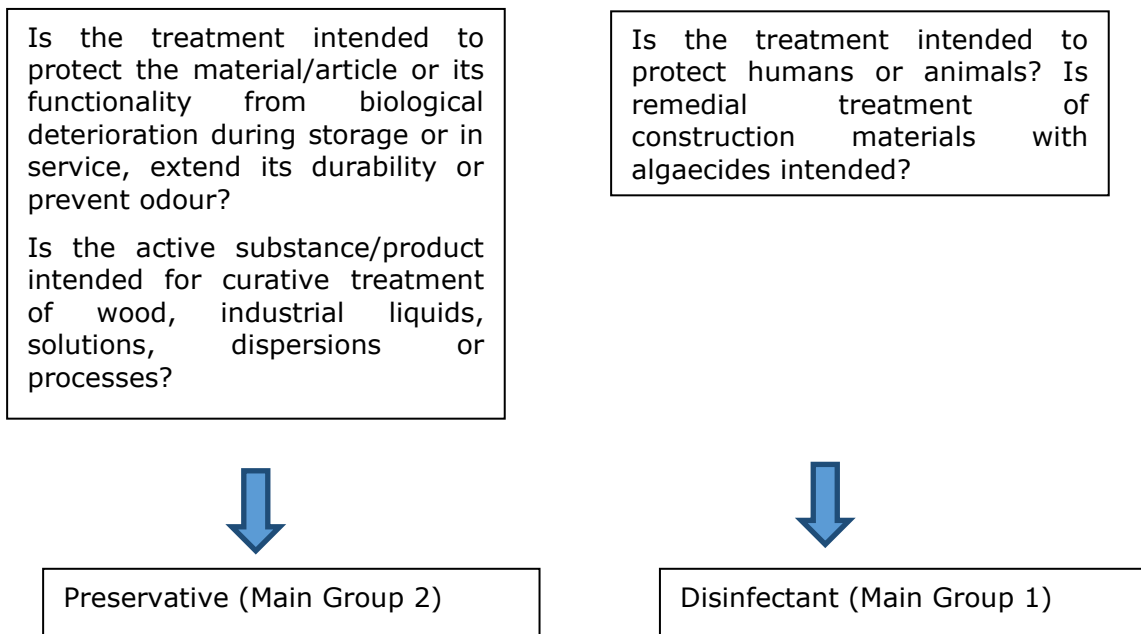 Is the treatment intended to
protect the material/article or its
functionality from biological
deterioration during storage or in
service, extend its durability or
prevent odour?
Is the active substance/product
intended for curative treatment
of wood, industrial liquids,
solutions, dispersions or
processes?
Is the treatment intended to
protect humans or animals? Is
remedial treatment of
construction materials with
algaecides intended?
Preservative (Main Group 2)
Disinfectant (Main Group 1)